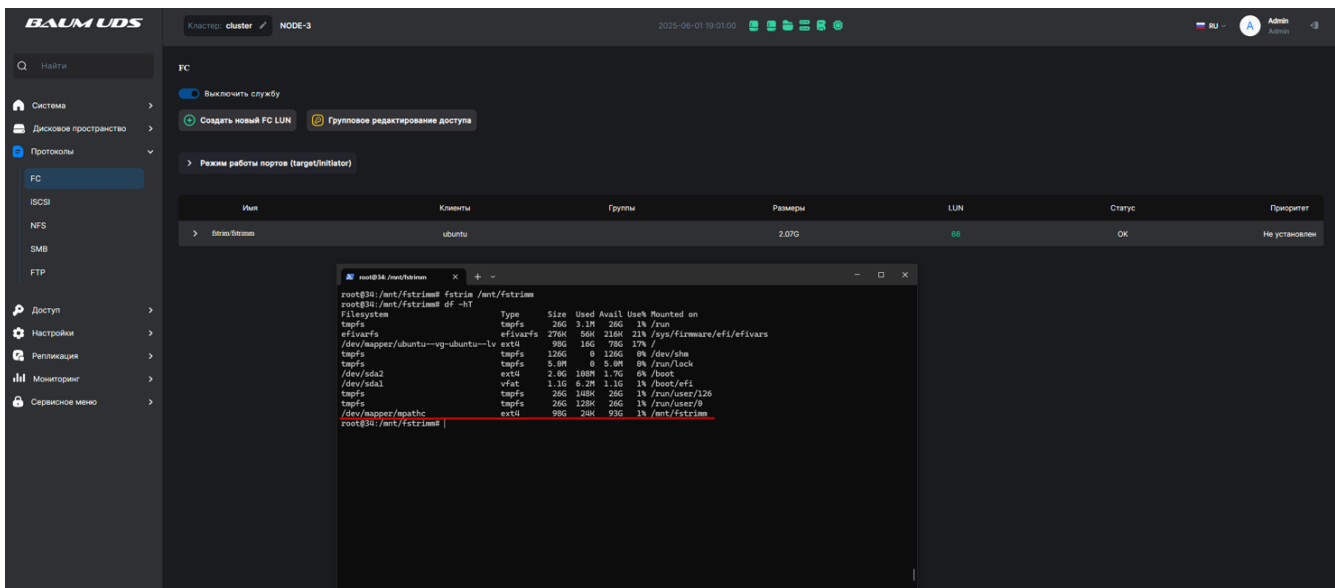 BAUM UDS
Кластер: cluster
NODE-3
2025-06-01 19:01:00
RU
A
Admin
Admin
Найти
Система
Дисковое пространство
Протоколы
FC
iSCSI
NFS
SMB
FTP
Доступ
Настройки
Репликация
Мониторинг
Сервисное меню
FC
Выключить службу
Создать новый FC LUN
Групповое редактирование доступа
Режим работы портов (target/initiator)
Имя Клиенты Группы Размеры LUN Статус Приоритет
fstrim/fstrimm ubuntu 2.07G 68 OK Не установлен
root@34: /mnt/fstrimm
root@34:/mnt/fstrimm# fstrim /mnt/fstrimm
root@34:/mnt/fstrimm# df -hT
Filesystem Type Size Used Avail Use% Mounted on
tmpfs tmpfs 26G 3.1M 26G 1% /run
efivarfs efivarfs 276K 56K 216K 21% /sys/firmware/efi/efivars
/dev/mapper/ubuntu--vg-ubuntu--lv ext4 98G 16G 78G 17% /
tmpfs tmpfs 126G 0 126G 0% /dev/shm
tmpfs tmpfs 5.0M 0 5.0M 0% /run/lock
/dev/sda2 ext4 2.0G 108M 1.7G 6% /boot
/dev/sda1 vfat 1.1G 6.2M 1.1G 1% /boot/efi
tmpfs tmpfs 26G 148K 26G 1% /run/user/126
tmpfs tmpfs 26G 128K 26G 1% /run/user/0
/dev/mapper/mpathc ext4 98G 24K 93G 1% /mnt/fstrimm
root@34:/mnt/fstrimm#